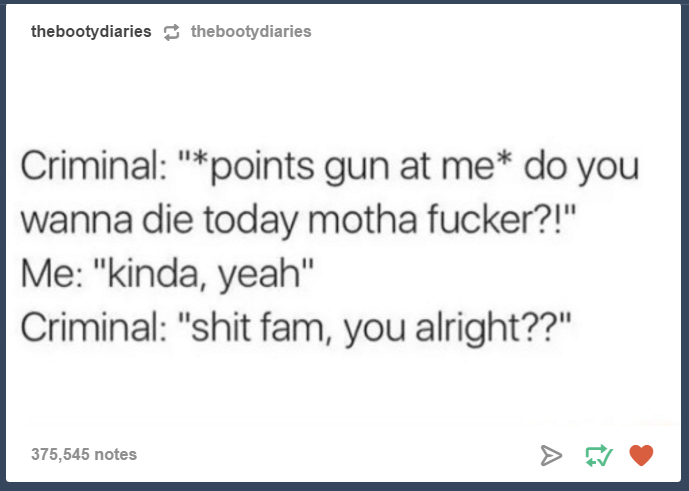 thebootydiaries thebootydiaries
Criminal: "*points gun at me* do you
wanna die today motha fucker?!"
Me: "kinda, yeah"
Criminal: "shit fam, you alright??"
375,545 notes